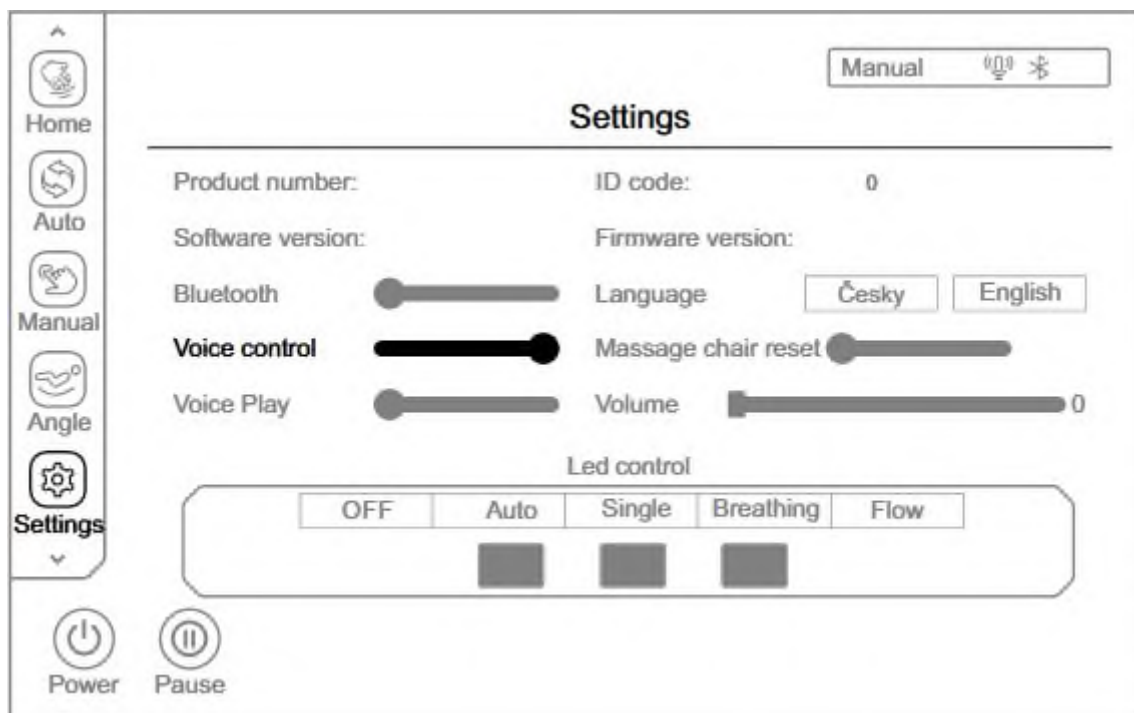 Manual
Settings
Home
Auto
Manual
Angle
Settings
Product number:
ID code: 0
Software version:
Firmware version:
Bluetooth
Language Česky English
Voice control
Massage chair reset
Voice Play
Volume 0
Led control
OFF Auto Single Breathing Flow
Power Pause